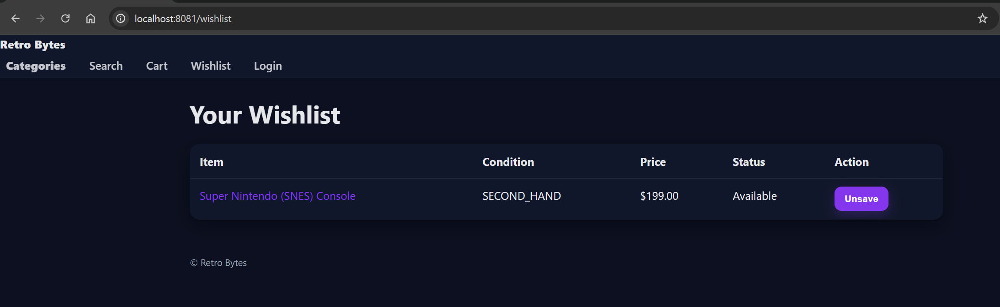 localhost:8081/wishlist
Retro Bytes
Categories Search Cart Wishlist Login
Your Wishlist
Item Condition Price Status Action
Super Nintendo (SNES) Console SECOND_HAND $199.00 Available Unsave
© Retro Bytes